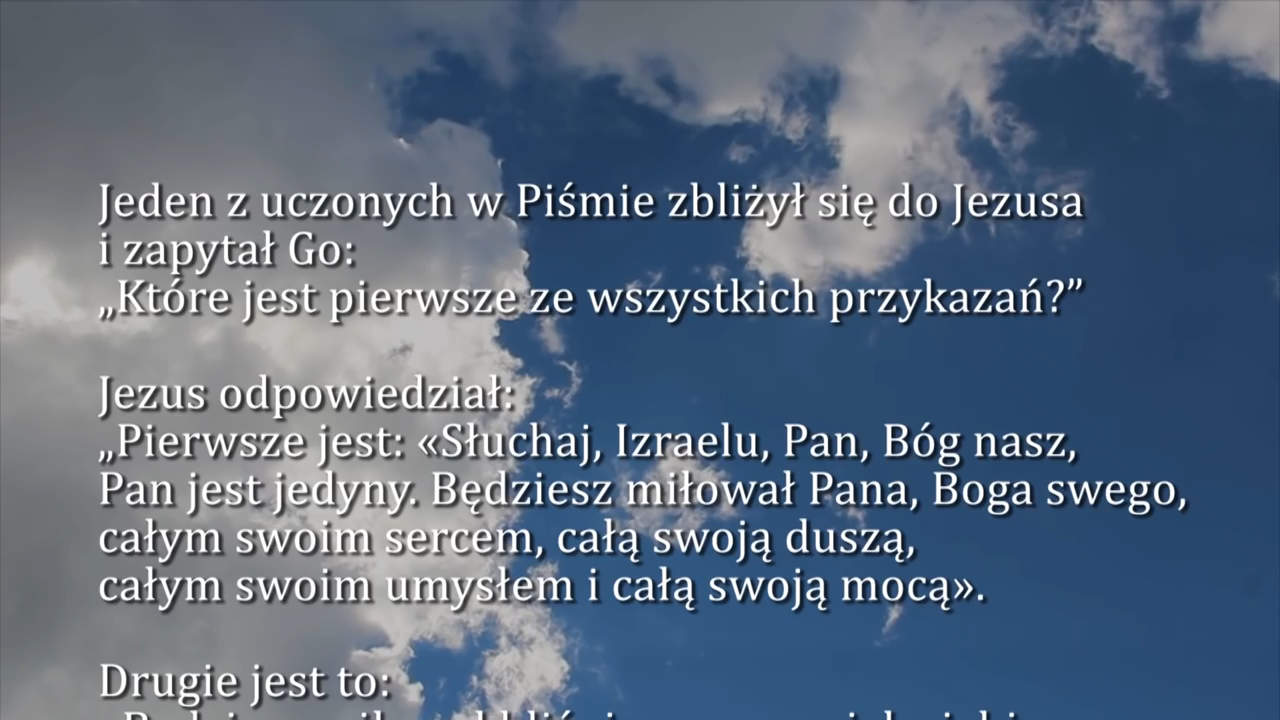 Jeden z uczonych w Piśmie zbliżył się do Jezusa
i zapytał Go:
„Które jest pierwsze ze wszystkich przykazań?”
Jezus odpowiedział:
„Pierwsze jest: «Słuchaj, Izraelu, Pan, Bóg nasz,
Pan jest jedyny. Będziesz miłował Pana, Boga swego,
całym swoim sercem, całą swoją duszą,
całym swoim umysłem i całą swoją mocą».
Drugie jest to: